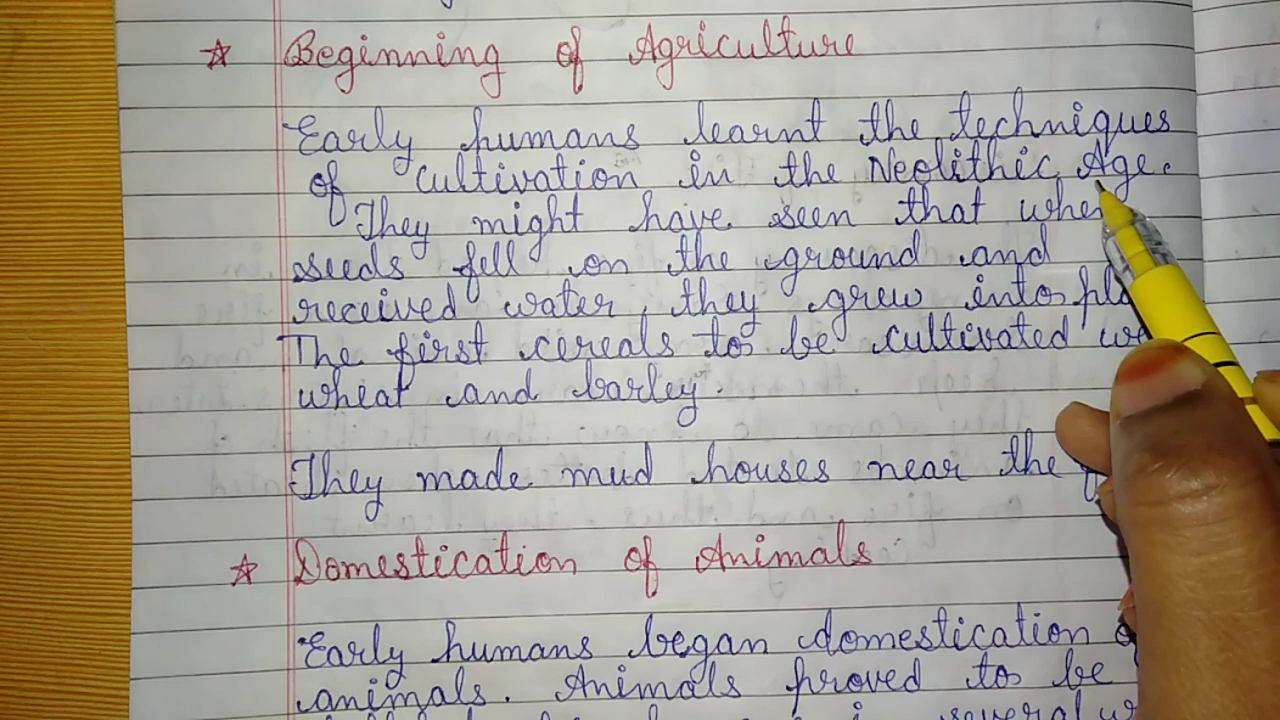 ☆ Beginning of Agriculture
Early humans learnt the techniques
of cultivation in the Neolithic Age.
They might have seen that when
seeds fell on the ground and
received water, they grew into
The first cereals to be cultivated
wheat and barley.
They made mud houses near the
☆ Domestication of Animals
Early humans began domestication
animals. Animals proved to be
several